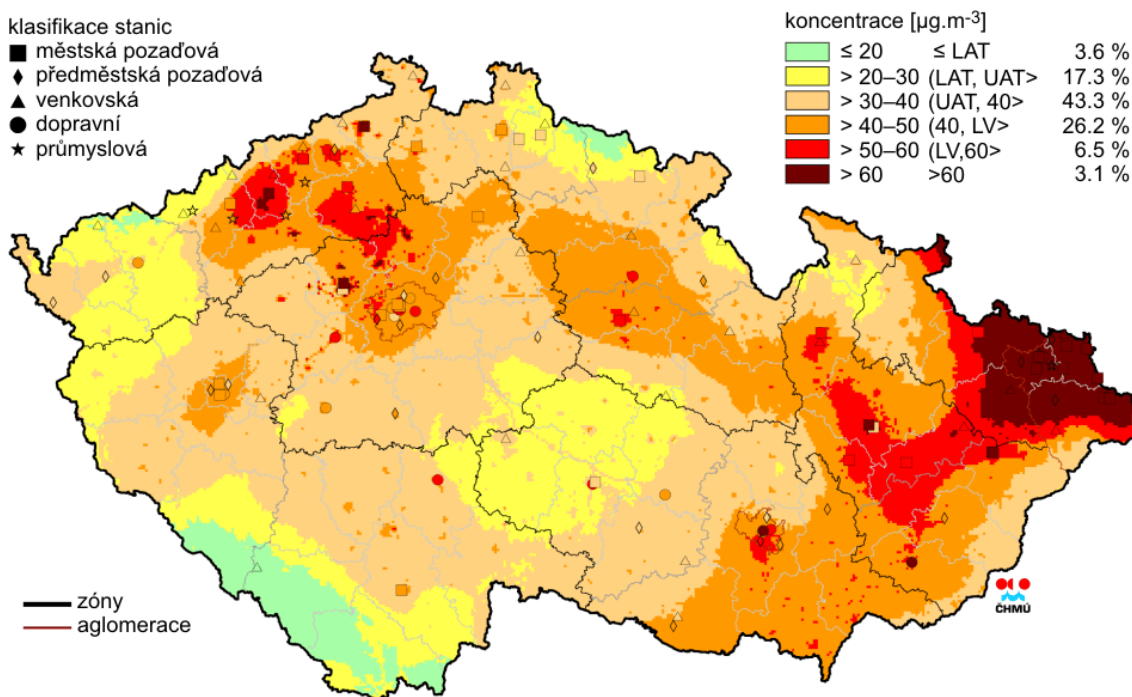 klasifikace stanic
městská pozaďová
předměstská pozaďová
venkovská
dopravní
průmyslová
koncentrace [µg.m-3]
≤ 20 ≤ LAT 3.6 %
> 20–30 (LAT, UAT> 17.3 %
> 30–40 (UAT, 40> 43.3 %
> 40–50 (40, LV> 26.2 %
> 50–60 (LV,60> 6.5 %
> 60 >60 3.1 %
zóny
aglomerace
ČHMÚ